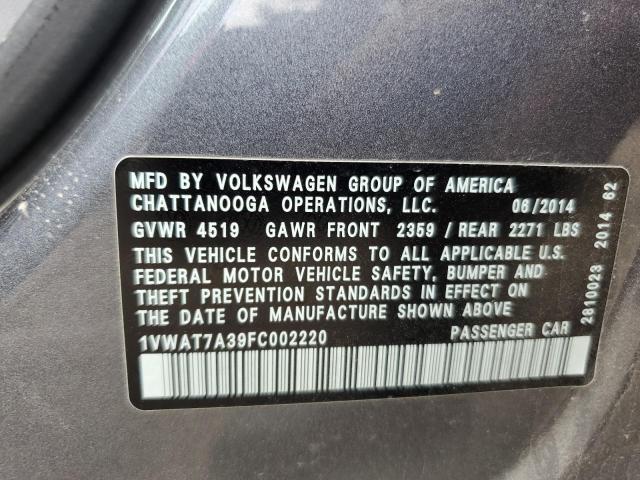 MFD BY VOLKSWAGEN GROUP OF AMERICA
CHATTANOOGA OPERATIONS, LLC. 06/2014
GVWR 4519 GAWR FRONT 2359 / REAR 2271 LBS
THIS VEHICLE CONFORMS TO ALL APPLICABLE U.S.
FEDERAL MOTOR VEHICLE SAFETY, BUMPER AND
THEFT PREVENTION STANDARDS IN EFFECT ON
THE DATE OF MANUFACTURE SHOWN ABOVE
1VWAT7A39FC002220 PASSENGER CAR
2810023 2014 62